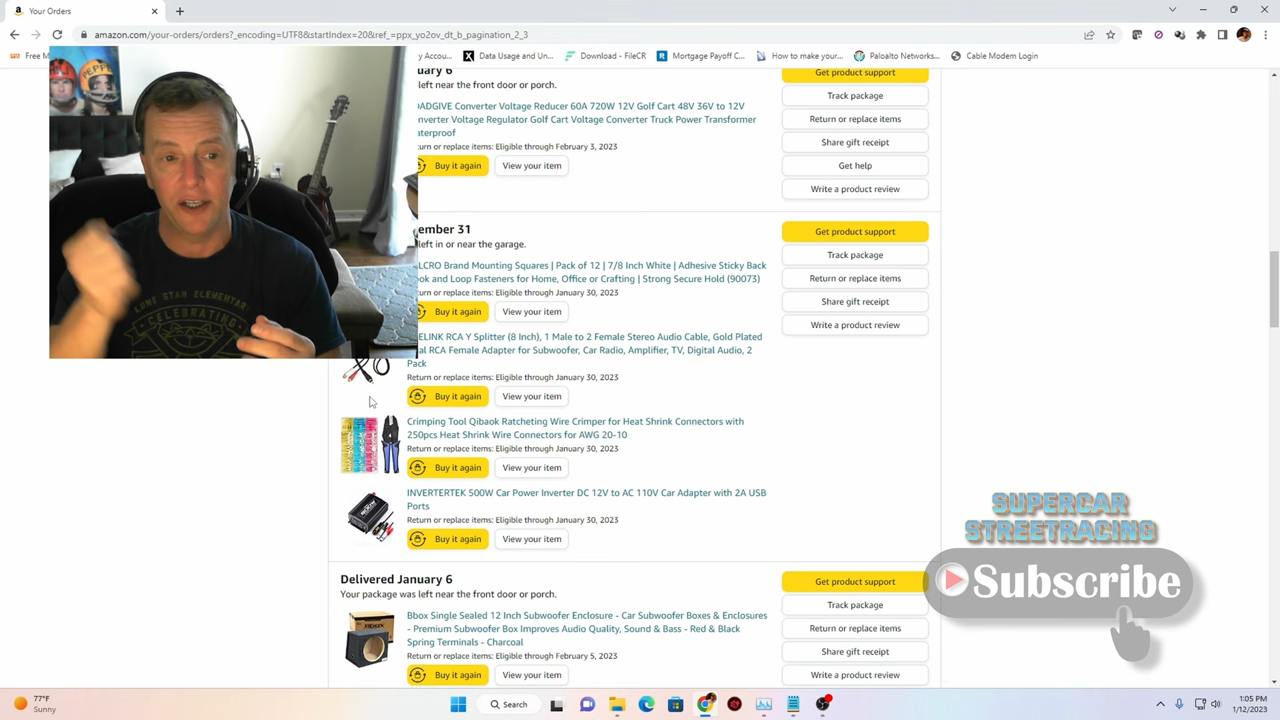 Your Orders
amazon.com/your-orders/orders?_encoding=UTF8&startIndex=20&ref_=ppx_yo2ov_dt_b_pagination_2_3
Free M
y Accou...
Data Usage and Un...
Download - FileCR
Mortgage Payoff C...
How to make your...
Paloalto Networks...
Cable Modem Login
uary 6
left near the front door or porch.
OADGIVE Converter Voltage Reducer 60A 720W 12V Golf Cart 48V 36V to 12V
nverter Voltage Regulator Golf Cart Voltage Converter Truck Power Transformer
aterproof
urn or replace items: Eligible through February 3, 2023
Buy it again
View your item
Get product support
Track package
Return or replace items
Share gift receipt
Get help
Write a product review
ember 31
left in or near the garage.
LCRO Brand Mounting Squares | Pack of 12 | 7/8 Inch White | Adhesive Sticky Back
ok and Loop Fasteners for Home, Office or Crafting | Strong Secure Hold (90073)
urn or replace items: Eligible through January 30, 2023
Buy it again
View your item
ELINK RCA Y Splitter (8 Inch), 1 Male to 2 Female Stereo Audio Cable, Gold Plated
al RCA Female Adapter for Subwoofer, Car Radio, Amplifier, TV, Digital Audio, 2
Pack
Return or replace items: Eligible through January 30, 2023
Buy it again
View your item
Crimping Tool Qibaok Ratcheting Wire Crimper for Heat Shrink Connectors with
250pcs Heat Shrink Wire Connectors for AWG 20-10
Return or replace items: Eligible through January 30, 2023
Buy it again
View your item
INVERTERTEK 500W Car Power Inverter DC 12V to AC 110V Car Adapter with 2A USB
Ports
Return or replace items: Eligible through January 30, 2023
Buy it again
View your item
Get product support
Track package
Return or replace items
Share gift receipt
Write a product review
LONE STAR ELEMENTAR
CELEBRATING
SUPERCAR
STREETRACING
Subscribe
Delivered January 6
Your package was left near the front door or porch.
Bbox Single Sealed 12 Inch Subwoofer Enclosure - Car Subwoofer Boxes & Enclosures
- Premium Subwoofer Box Improves Audio Quality, Sound & Bass - Red & Black
Spring Terminals - Charcoal
Return or replace items: Eligible through February 5, 2023
Buy it again
View your item
Get product support
Track package
Return or replace items
Share gift receipt
Write a product review
77°F
Sunny
Search
1:05 PM
1/12/2023